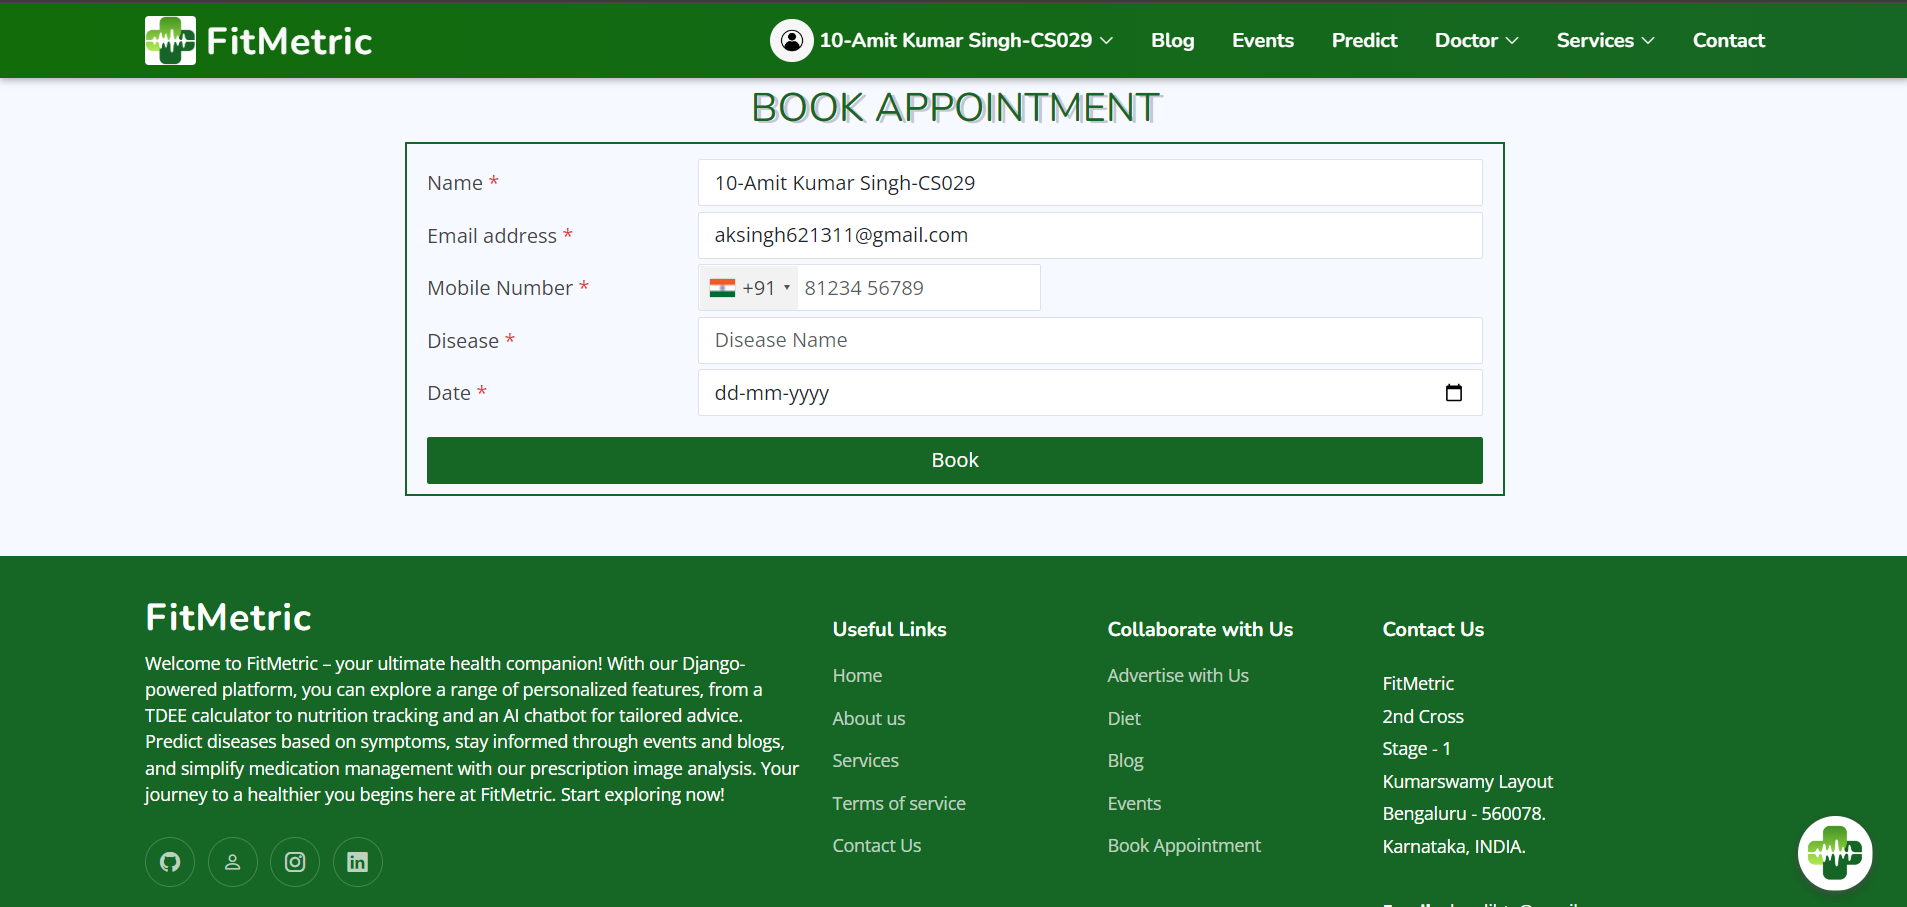 FitMetric
10-Amit Kumar Singh-CS029 Blog Events Predict Doctor Services Contact
BOOK APPOINTMENT
Name * 10-Amit Kumar Singh-CS029
Email address * aksingh621311@gmail.com
Mobile Number * +91 81234 56789
Disease * Disease Name
Date * dd-mm-yyyy
Book
FitMetric
Welcome to FitMetric – your ultimate health companion! With our Django-
powered platform, you can explore a range of personalized features, from a
TDEE calculator to nutrition tracking and an AI chatbot for tailored advice.
Predict diseases based on symptoms, stay informed through events and blogs,
and simplify medication management with our prescription image analysis. Your
journey to a healthier you begins here at FitMetric. Start exploring now!
Useful Links
Home
About us
Services
Terms of service
Contact Us
Collaborate with Us
Advertise with Us
Diet
Blog
Events
Book Appointment
Contact Us
FitMetric
2nd Cross
Stage - 1
Kumarswamy Layout
Bengaluru - 560078.
Karnataka, INDIA.